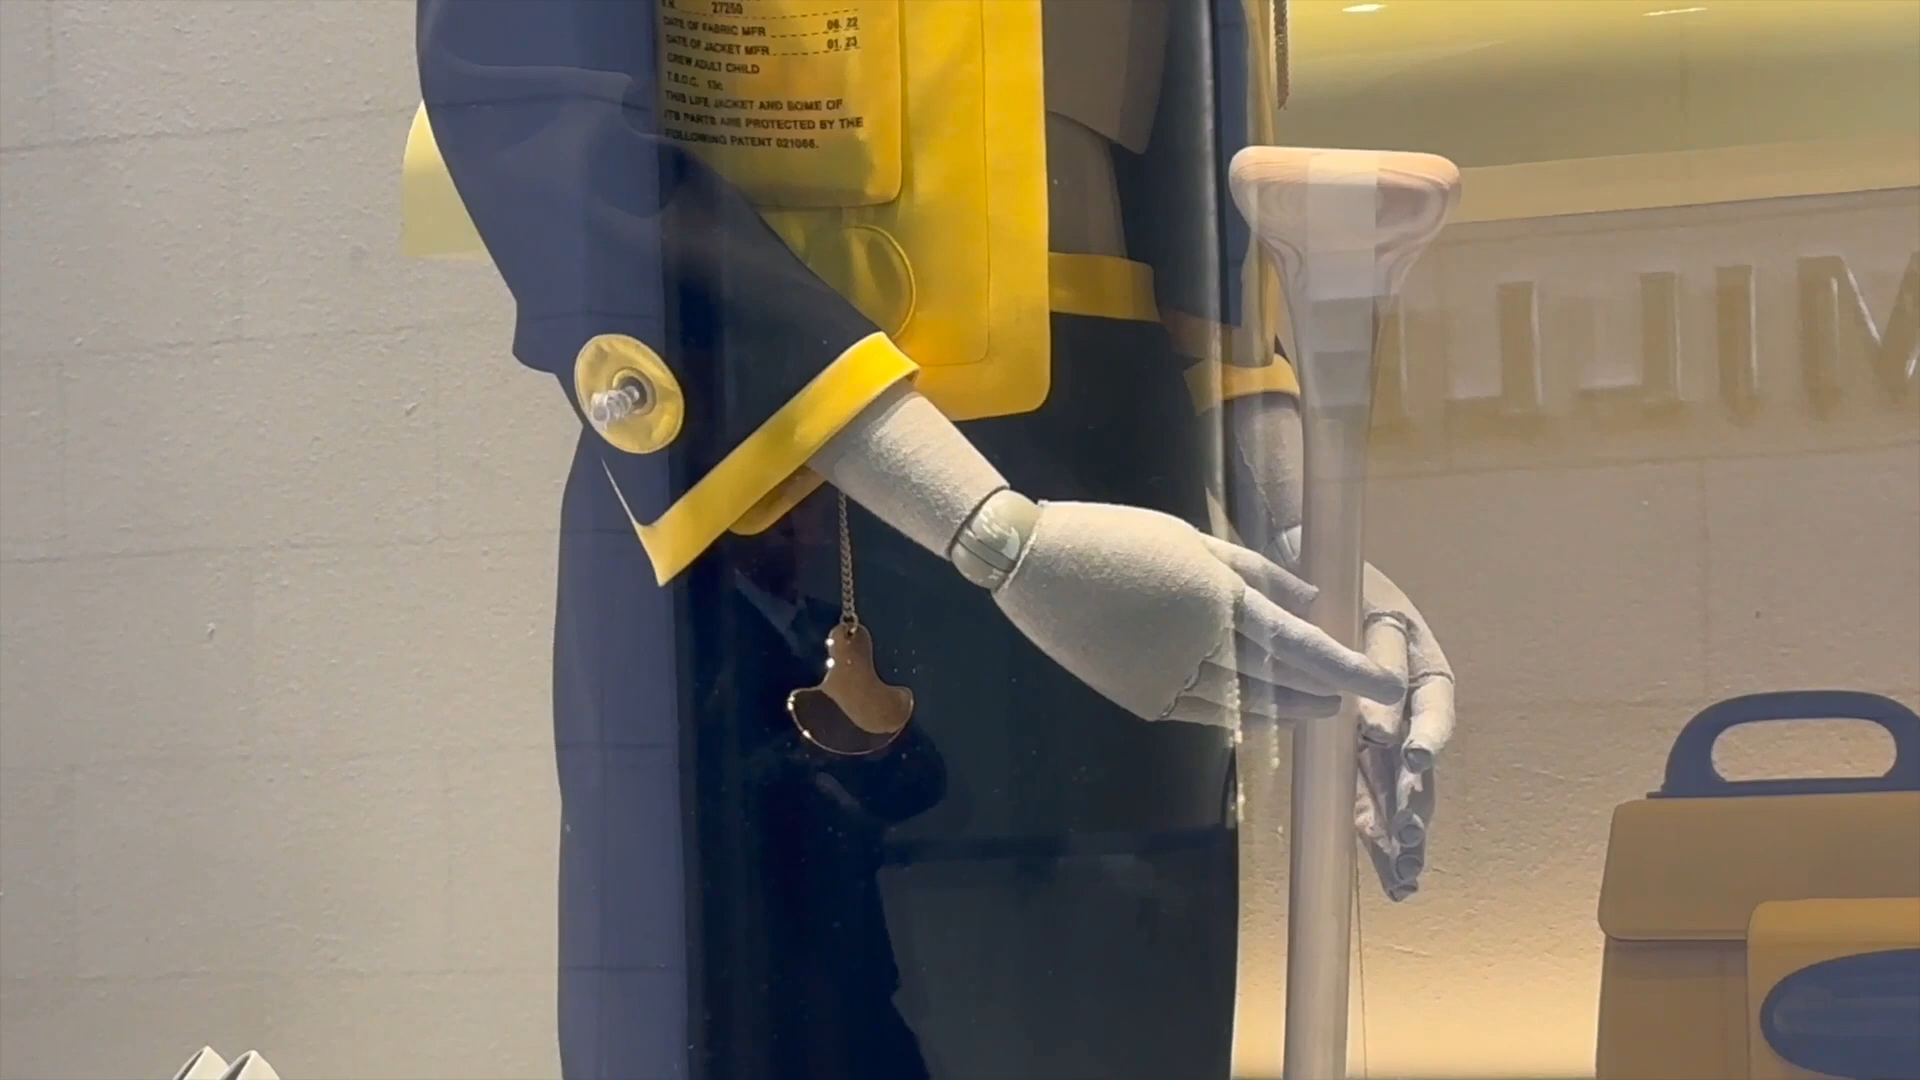 27250
DATE OF FABRIC MFR 06. 22
DATE OF JACKET MFR 01. 23
CREW ADULT CHILD
T.B.O.C. 13c
THIS LIFE JACKET AND SOME OF
ITS PARTS ARE PROTECTED BY THE
FOLLOWING PATENT 021066.